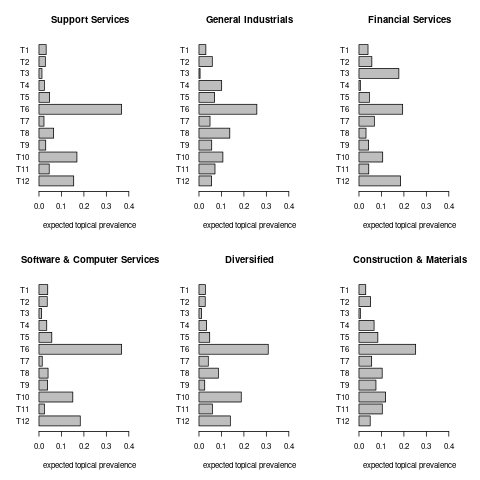 Support Services
T1
T2
T3
T4
T5
T6
T7
T8
T9
T10
T11
T12
0.0 0.1 0.2 0.3 0.4
expected topical prevalence
General Industrials
T1
T2
T3
T4
T5
T6
T7
T8
T9
T10
T11
T12
0.0 0.1 0.2 0.3 0.4
expected topical prevalence
Financial Services
T1
T2
T3
T4
T5
T6
T7
T8
T9
T10
T11
T12
0.0 0.1 0.2 0.3 0.4
expected topical prevalence
Software & Computer Services
T1
T2
T3
T4
T5
T6
T7
T8
T9
T10
T11
T12
0.0 0.1 0.2 0.3 0.4
expected topical prevalence
Diversified
T1
T2
T3
T4
T5
T6
T7
T8
T9
T10
T11
T12
0.0 0.1 0.2 0.3 0.4
expected topical prevalence
Construction & Materials
T1
T2
T3
T4
T5
T6
T7
T8
T9
T10
T11
T12
0.0 0.1 0.2 0.3 0.4
expected topical prevalence